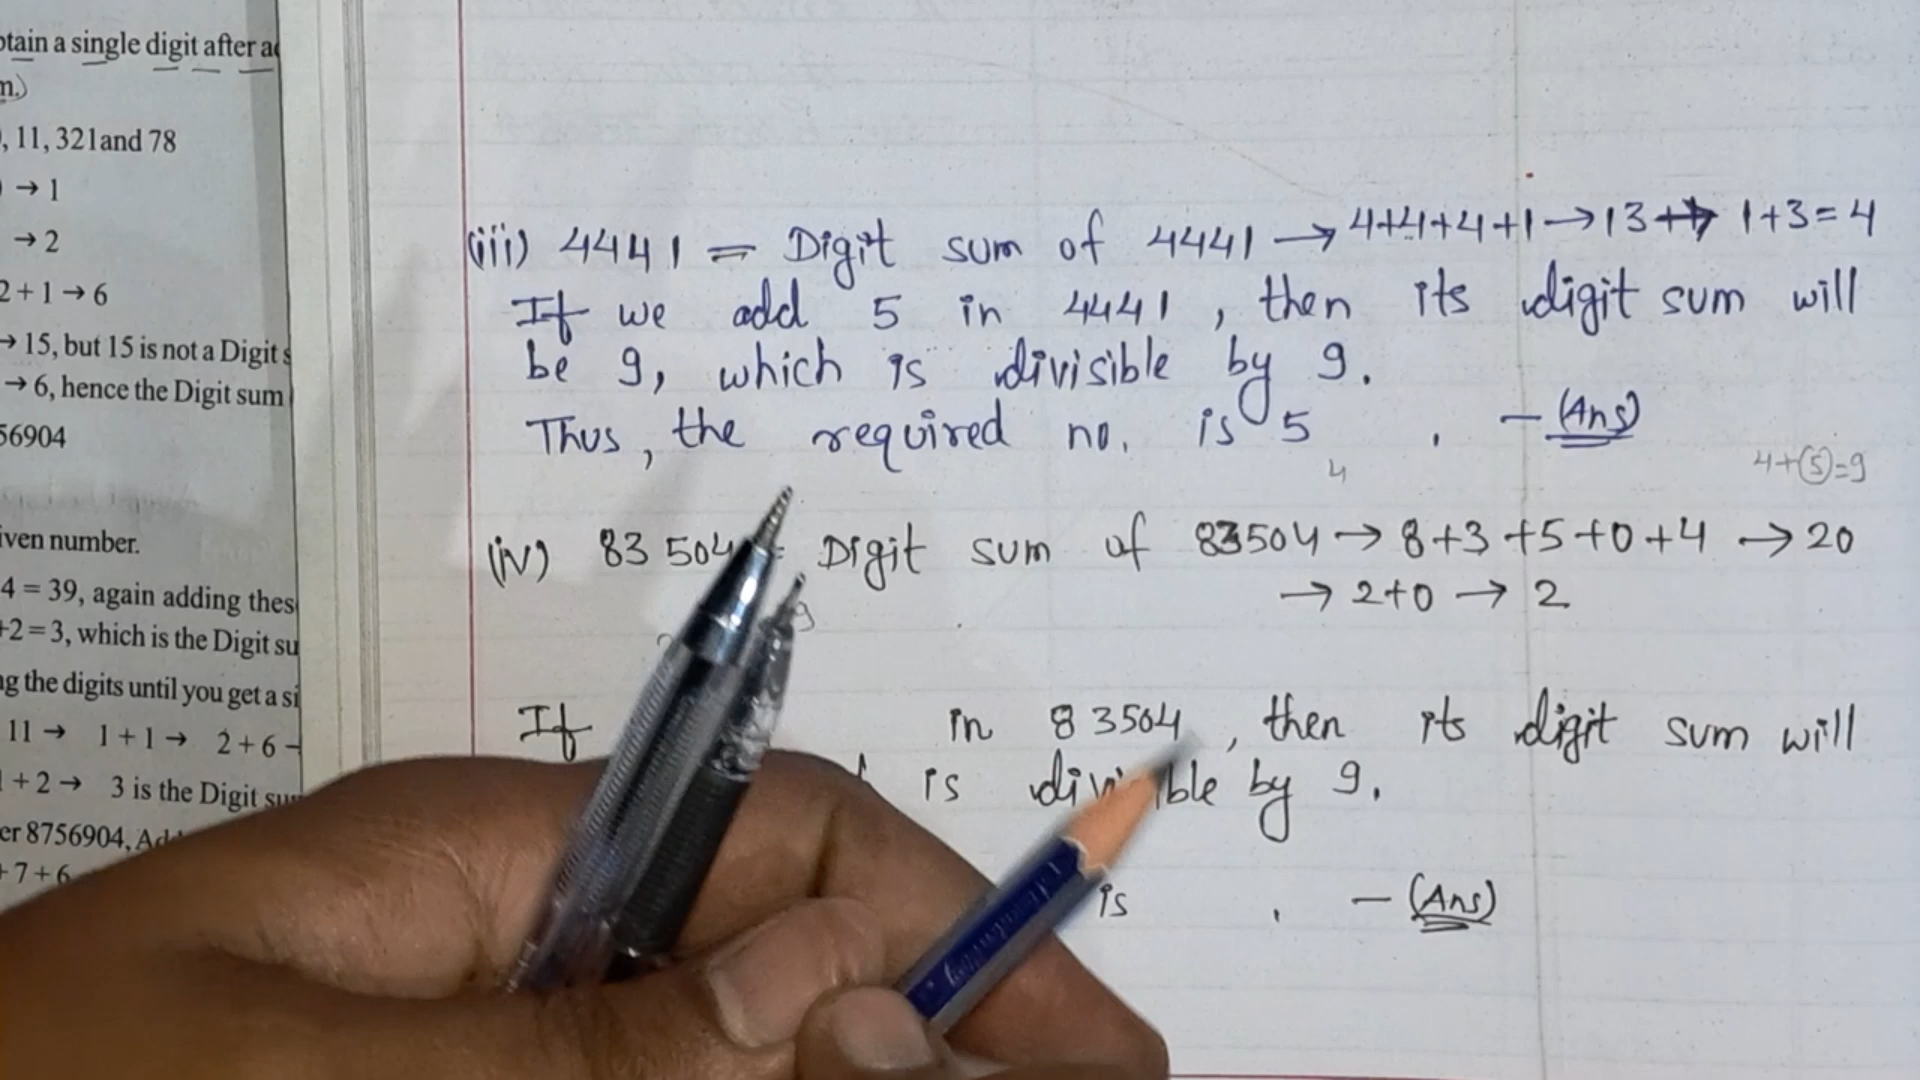 otain a single digit after
, 11, 321and 78
→ 1
→ 2
2 + 1 → 6
→ 15, but 15 is not a Digit
→ 6, hence the Digit sum
56904
iven number.
4 = 39, again adding thes
+2 = 3, which is the Digit su
g the digits until you get a si
11 → 1 + 1 → 2 + 6
1 + 2 → 3 is the Digit su
er 8756904,
+ 7 + 6
(iii) 4441 = Digit sum of 4441 → 4+4+4+1 → 13 → 1+3=4
If we add 5 in 4441, then its digit sum will
be 9, which is divisible by 9.
Thus, the required no. is 5 . - (Ans)
4 4+(5)=9
(iv) 83504 = Digit sum of 83504 → 8+3+5+0+4 → 20
→ 2+0 → 2
9
If in 83504, then its digit sum will
is divisible by 9.
is . - (Ans)